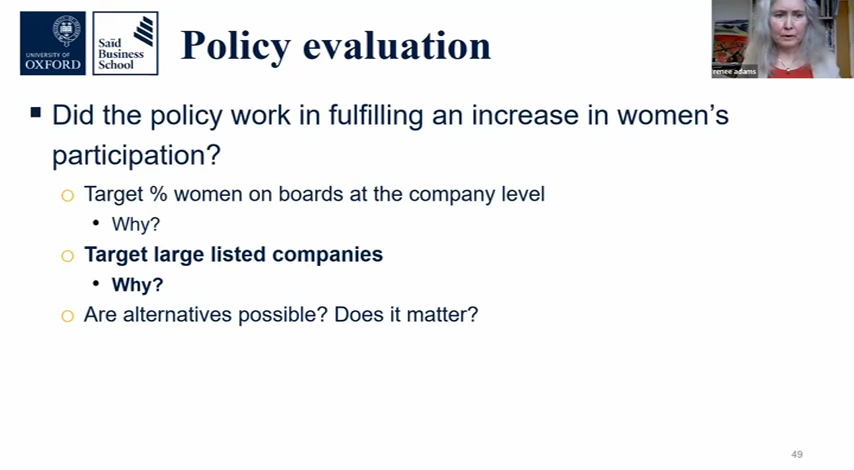 UNIVERSITY OF
OXFORD
Saïd
Business
School
Policy evaluation
renee adams
Did the policy work in fulfilling an increase in women's
participation?
Target % women on boards at the company level
Why?
Target large listed companies
Why?
Are alternatives possible? Does it matter?
49